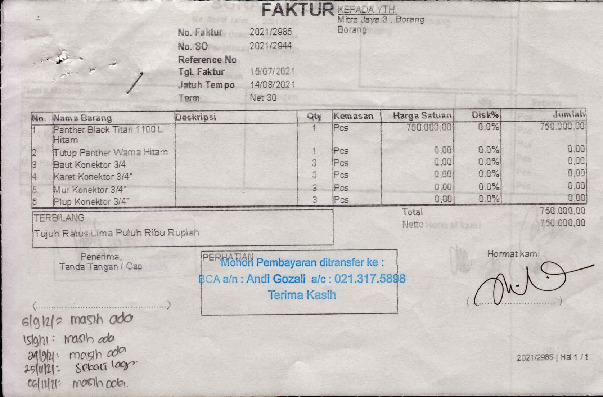 FAKTUR
KEPADA YTH.
Mitra Jaya 3 , Borang
Borang
No. Faktur 2021/2985
No. SO 2021/2944
Reference No
Tgl. Faktur 15/07/2021
Jatuh Tempo 14/08/2021
Term Net 30
No. Nama Barang Deskripsi Qty Kemasan Harga Satuan Disk% Jumlah
1 Panther Black Titan 1100 L Hitam 1 Pcs 750.000,00 0.0% 750.000,00
2 Tutup Panther Warna Hitam 1 Pcs 0,00 0.0% 0,00
3 Baut Konektor 3/4 3 Pcs 0,00 0.0% 0,00
4 Karet Konektor 3/4" 3 Pcs 0,00 0.0% 0,00
5 Mur Konektor 3/4" 3 Pcs 0,00 0.0% 0,00
6 Plup Konektor 3/4" 3 Pcs 0,00 0.0% 0,00
TERBILANG
Tujuh Ratus Lima Puluh Ribu Rupiah
Total 750.000,00
Netto 750.000,00
Penerima,
Tanda Tangan / Cap
PERHATIAN
Mohon Pembayaran ditransfer ke :
BCA a/n : Andi Gozali a/c : 021.317.5898
Terima Kasih
Hormat kami
6/9/21= masih ada
15/9/21: masih ada
24/9/21: masih ada
25/11/21: Sehari lagi
06/11/21: masih ada.
2021/2985 | Hal 1 / 1